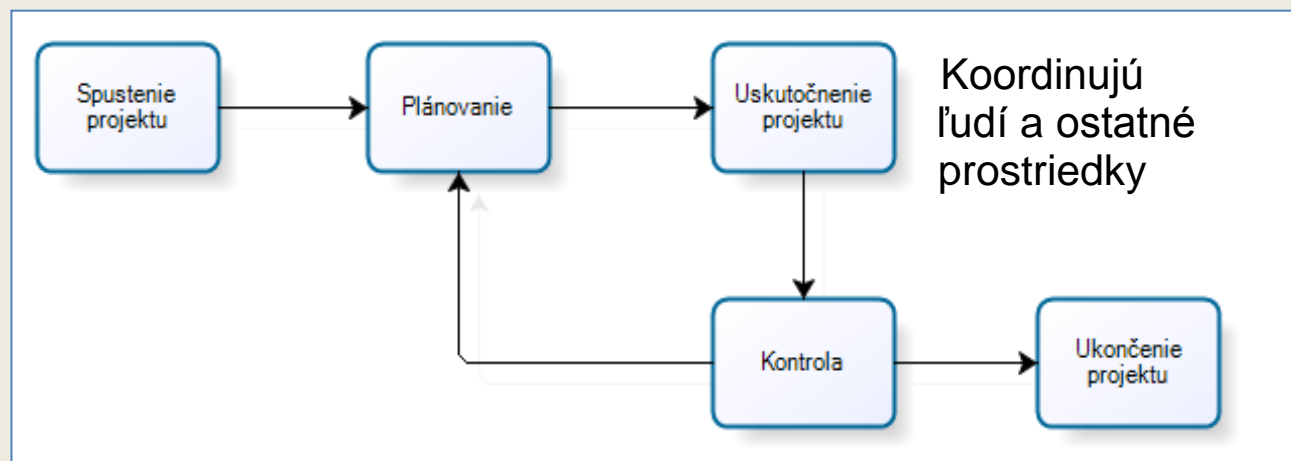 Spustenie
projektu
Plánovanie
Uskutočnenie
projektu
Koordinujú
ľudí a ostatné
prostriedky
Kontrola
Ukončenie
projektu